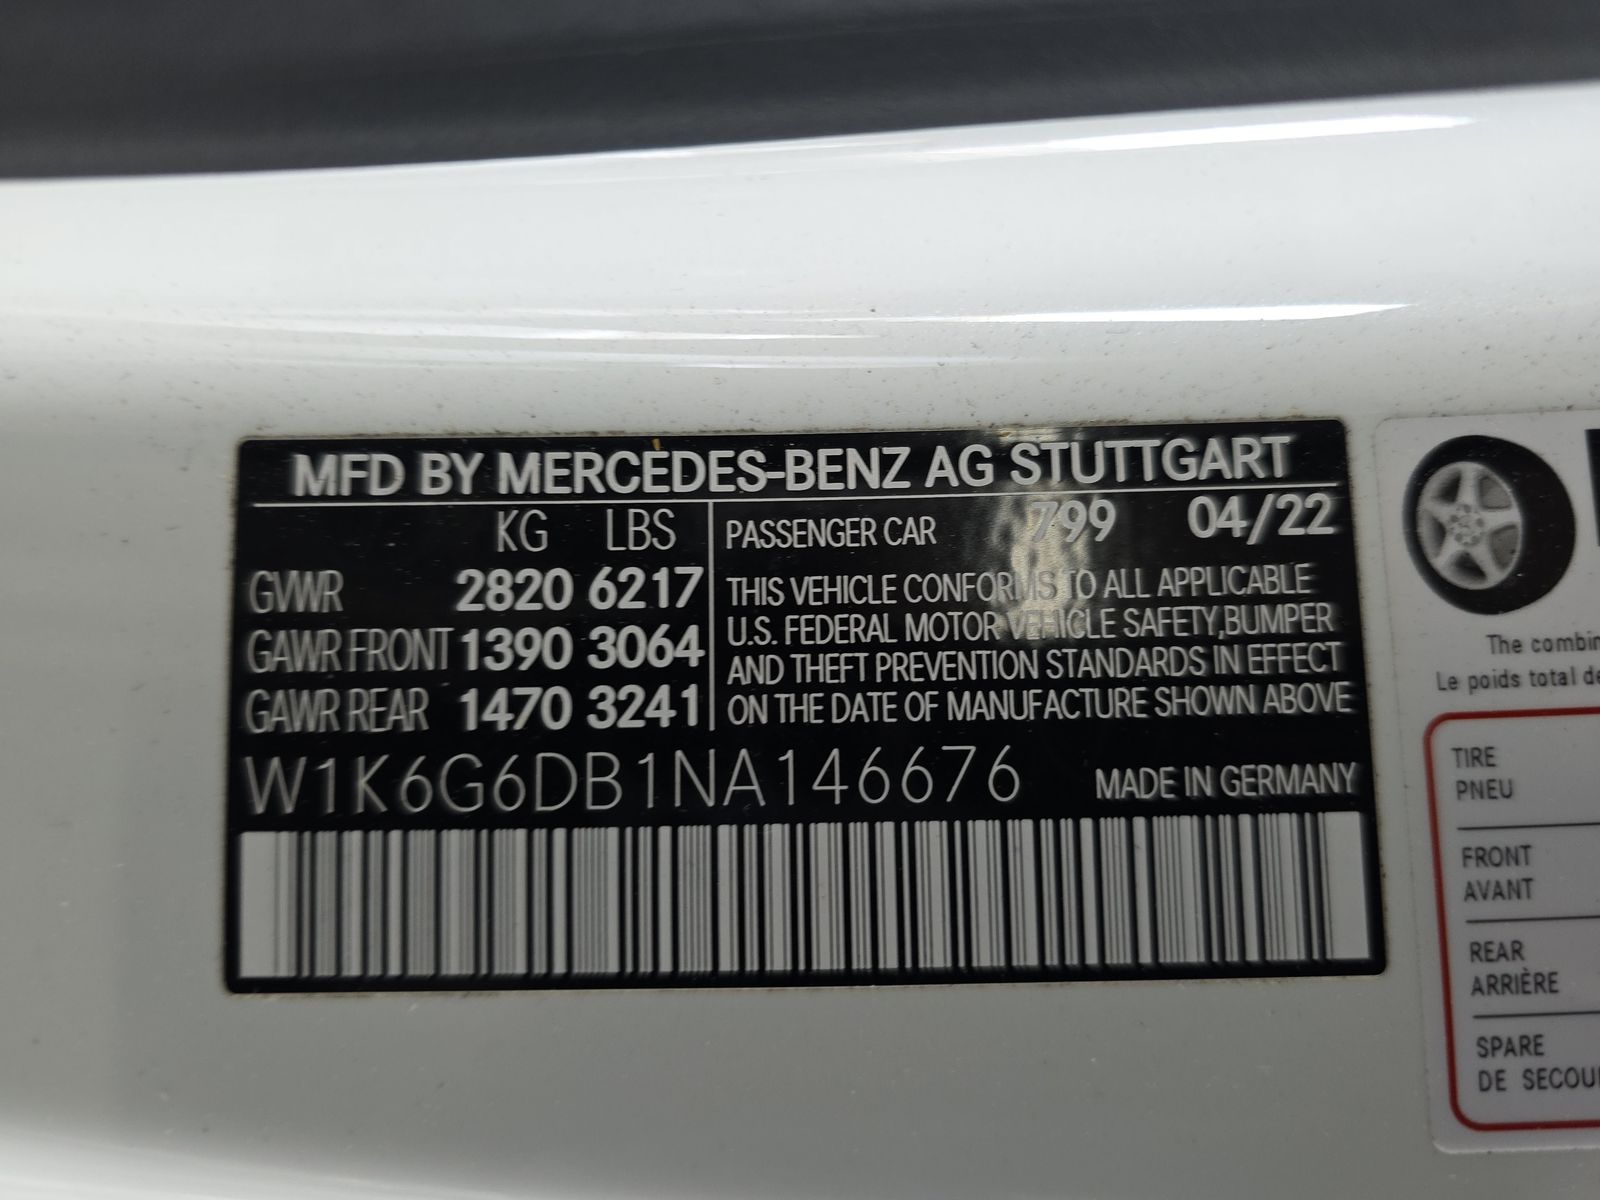 MFD BY MERCEDES-BENZ AG STUTTGART
KG LBS
GVWR 2820 6217
GAWR FRONT 1390 3064
GAWR REAR 1470 3241
PASSENGER CAR 799 04/22
THIS VEHICLE CONFORMS TO ALL APPLICABLE
U.S. FEDERAL MOTOR VEHICLE SAFETY,BUMPER
AND THEFT PREVENTION STANDARDS IN EFFECT
ON THE DATE OF MANUFACTURE SHOWN ABOVE
W1K6G6DB1NA146676
MADE IN GERMANY
The combin
Le poids total de
TIRE
PNEU
FRONT
AVANT
REAR
ARRIÈRE
SPARE
DE SECOU